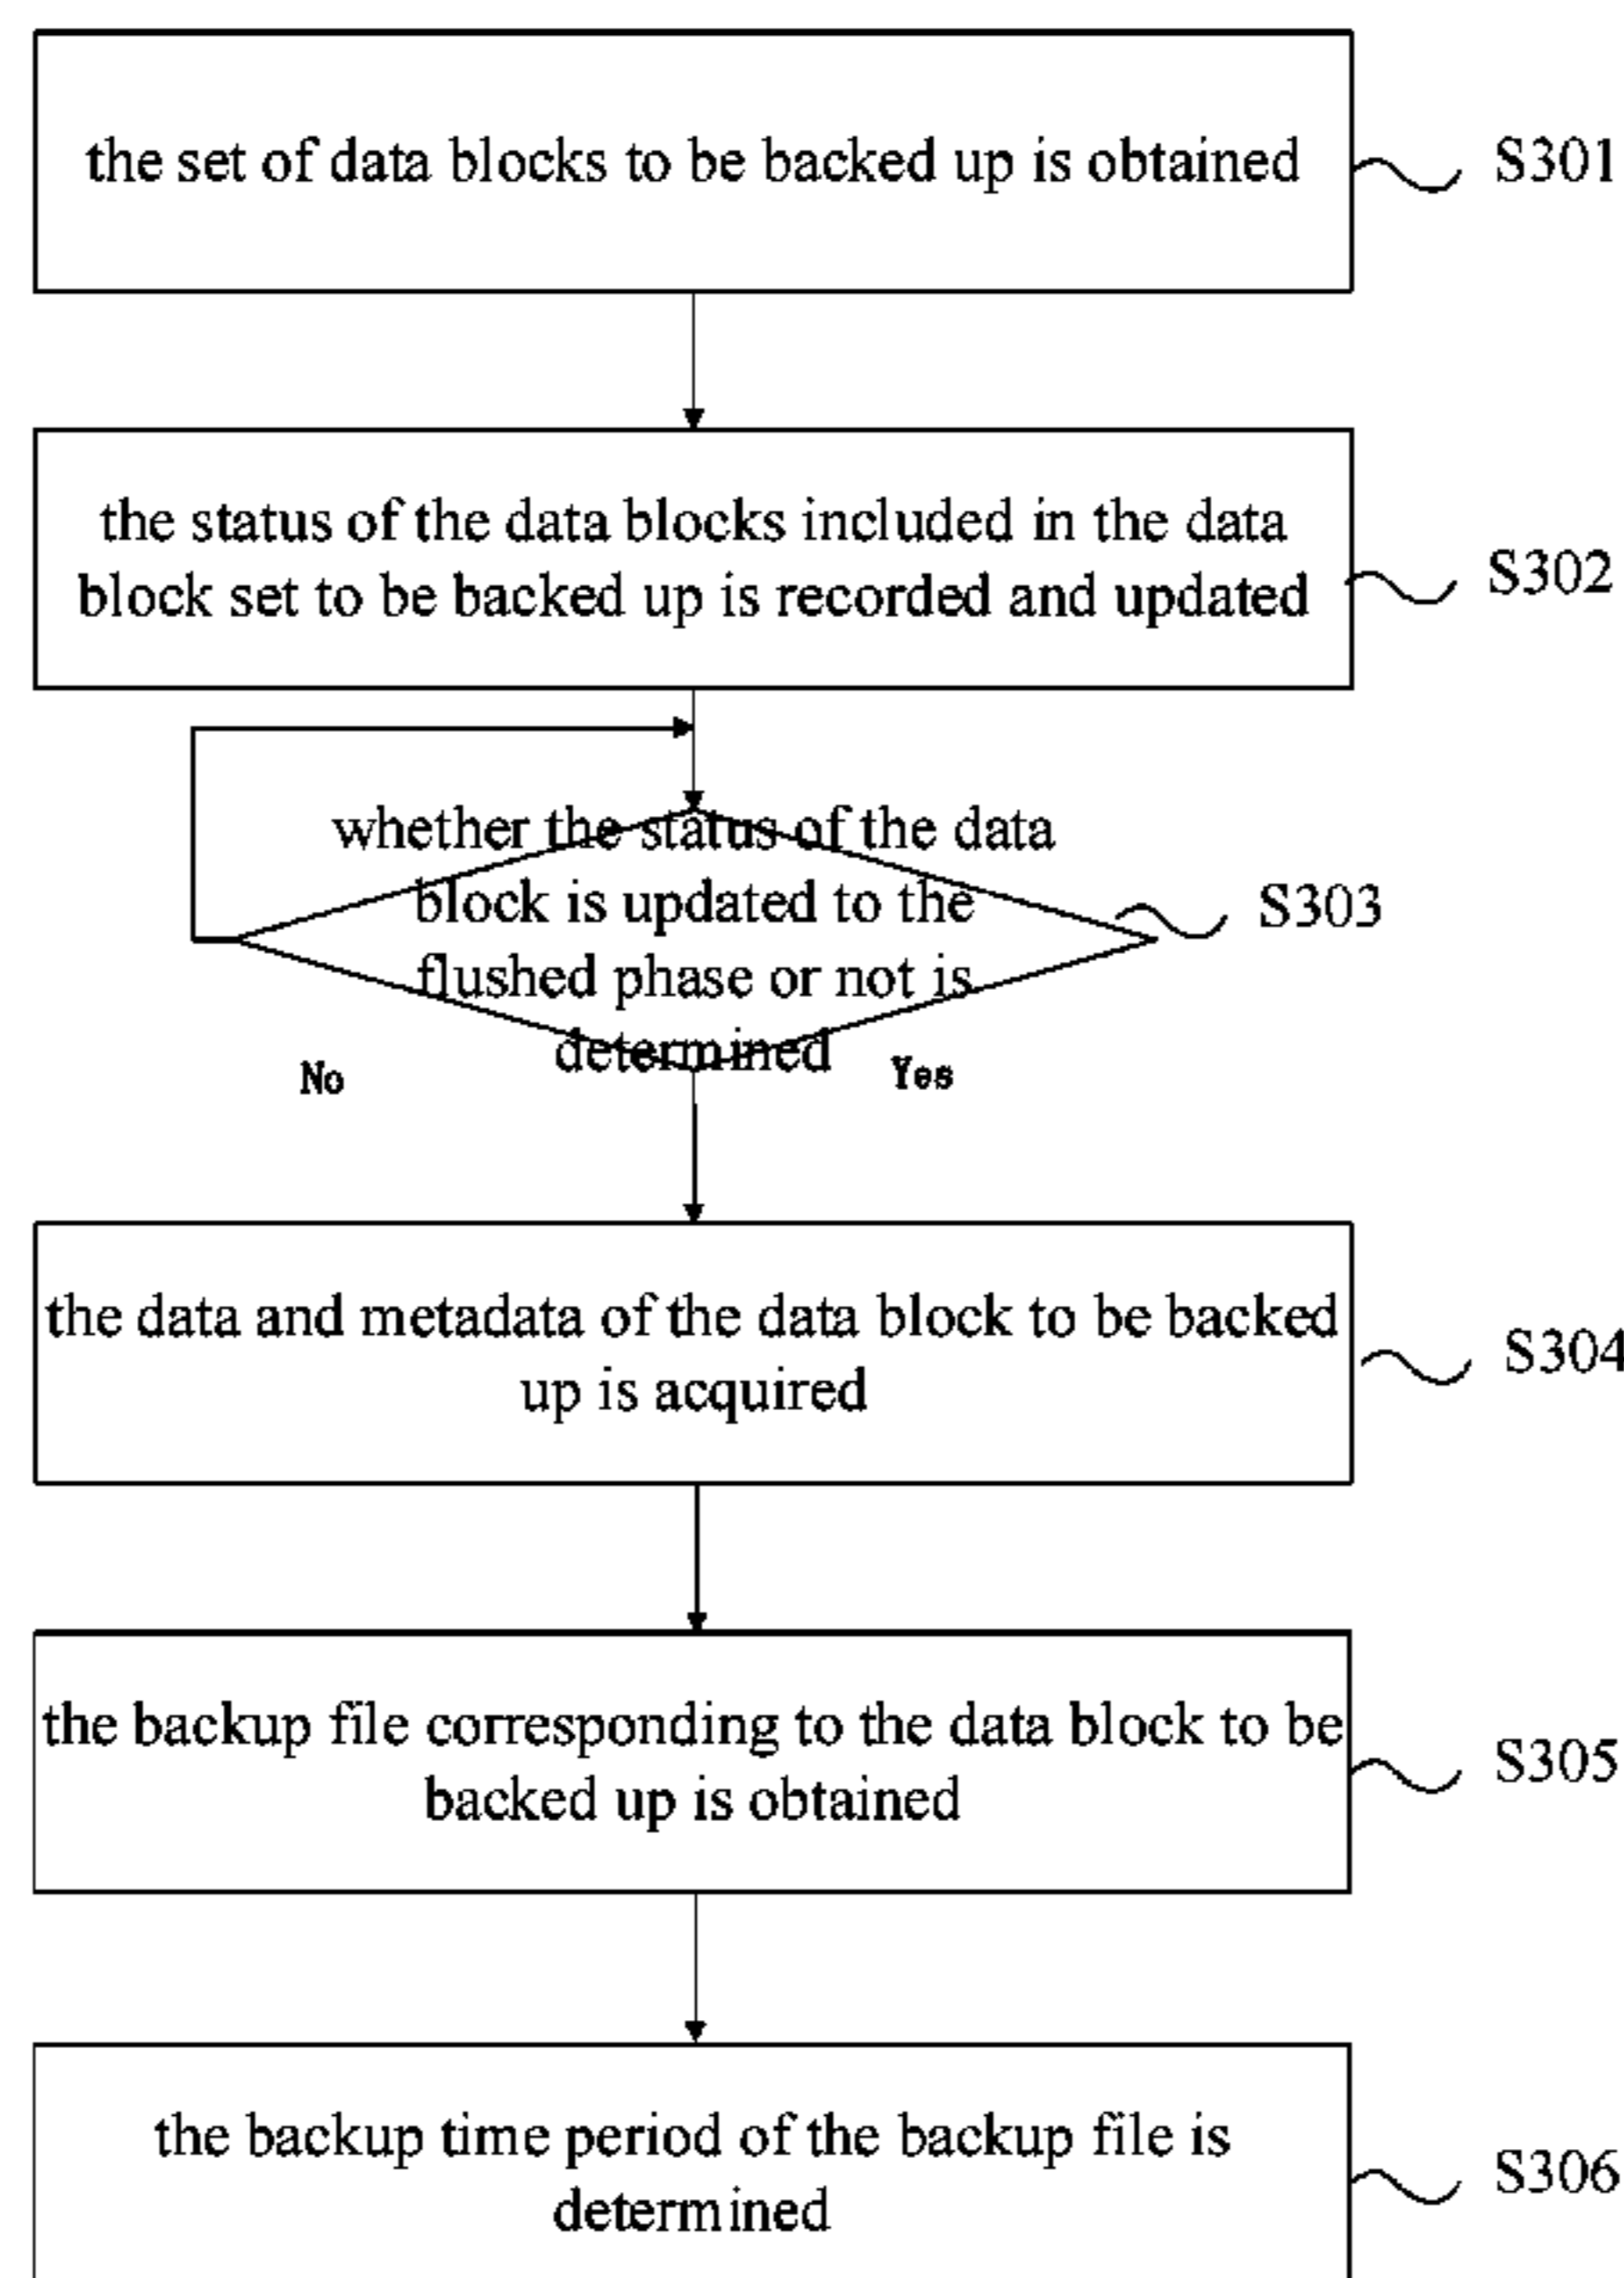 the set of data blocks to be backed up is obtained
S301
the status of the data blocks included in the data
block set to be backed up is recorded and updated
S302
whether the status of the data
block is updated to the
flushed phase or not is
determined
S303
No
Yes
the data and metadata of the data block to be backed
up is acquired
S304
the backup file corresponding to the data block to be
backed up is obtained
S305
the backup time period of the backup file is
determined
S306